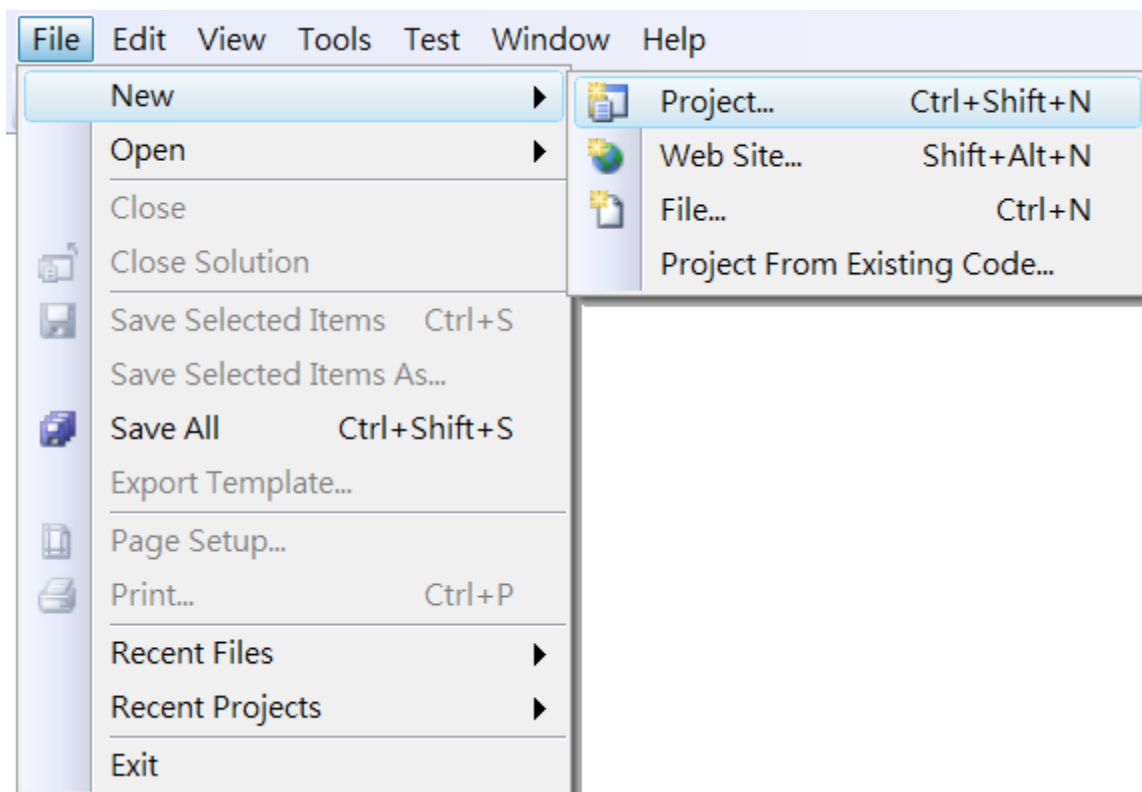 File Edit View Tools Test Window Help
New
Project... Ctrl+Shift+N
Open
Web Site... Shift+Alt+N
Close
File... Ctrl+N
Close Solution
Project From Existing Code...
Save Selected Items Ctrl+S
Save Selected Items As...
Save All Ctrl+Shift+S
Export Template...
Page Setup...
Print... Ctrl+P
Recent Files
Recent Projects
Exit